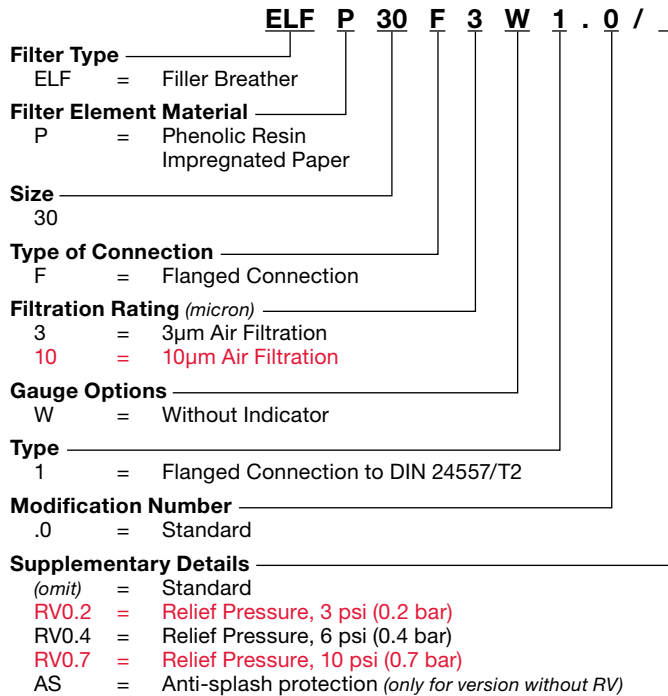 ELF P 30 F 3 W 1 . 0 / _
Filter Type
ELF = Filler Breather
Filter Element Material
P = Phenolic Resin
Impregnated Paper
Size
30
Type of Connection
F = Flanged Connection
Filtration Rating (micron)
3 = 3µm Air Filtration
10 = 10µm Air Filtration
Gauge Options
W = Without Indicator
Type
1 = Flanged Connection to DIN 24557/T2
Modification Number
.0 = Standard
Supplementary Details
(omit) = Standard
RV0.2 = Relief Pressure, 3 psi (0.2 bar)
RV0.4 = Relief Pressure, 6 psi (0.4 bar)
RV0.7 = Relief Pressure, 10 psi (0.7 bar)
AS = Anti-splash protection (only for version without RV)